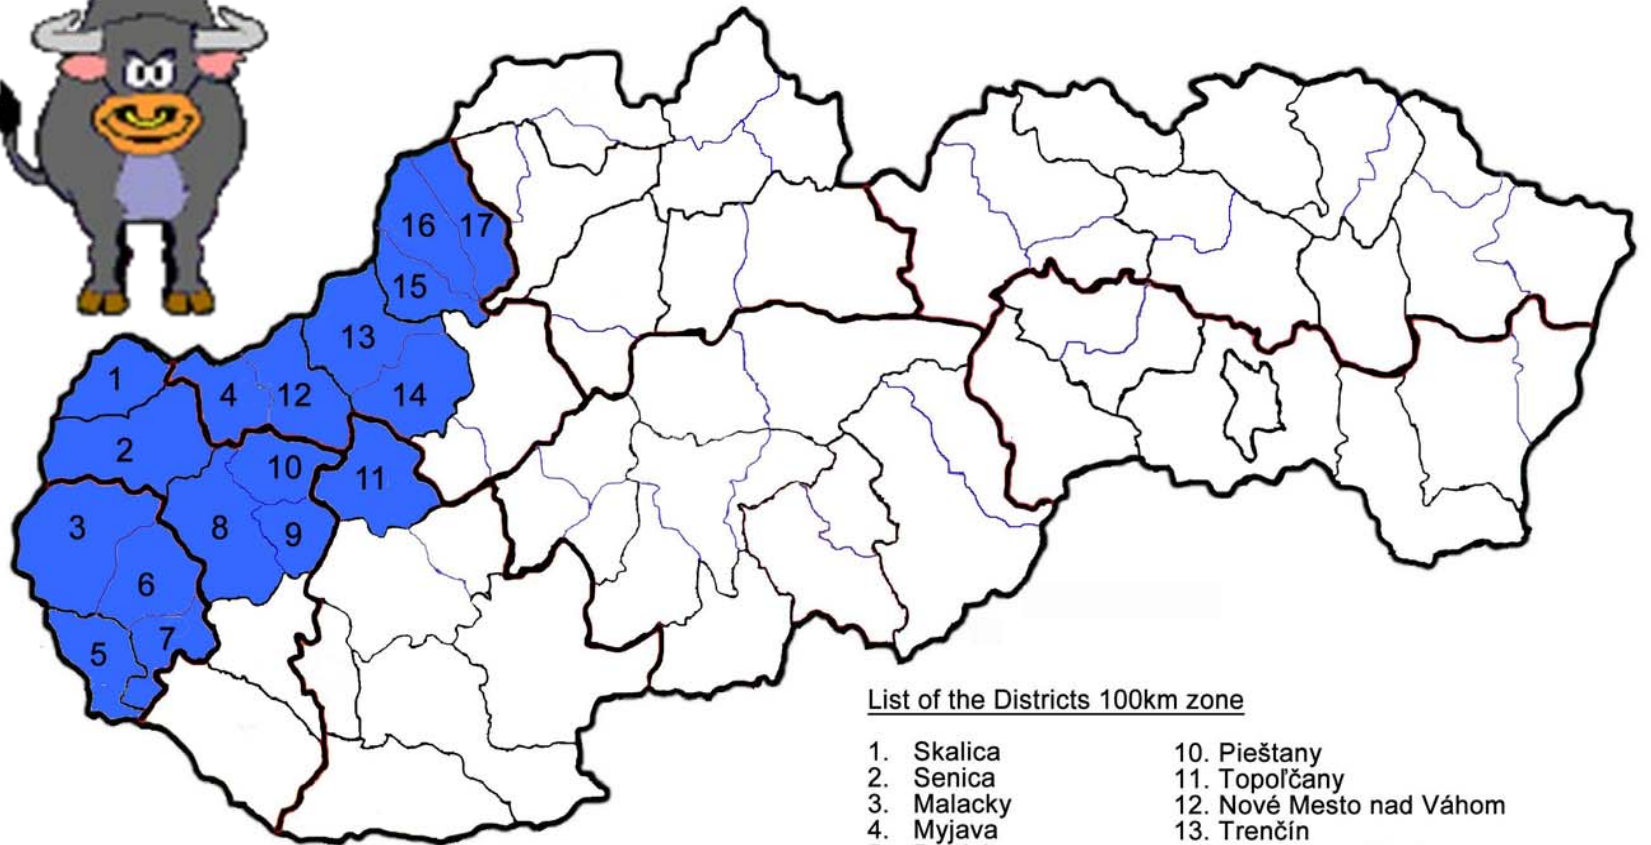 16 17
15
13
1
4 12 14
2
10 11
3 8 9
6
7
5
List of the Districts 100km zone
1. Skalica
2. Senica
3. Malacky
4. Myjava
10. Piešťany
11. Topoľčany
12. Nové Mesto nad Váhom
13. Trenčín